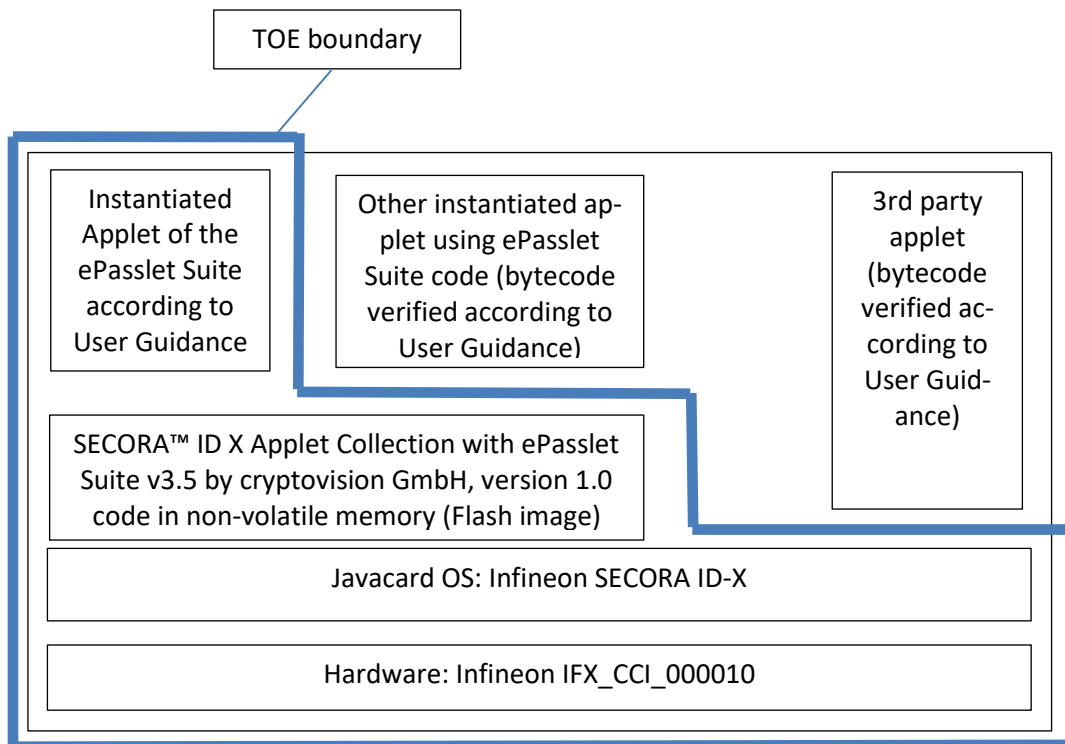 TOE boundary
Instantiated
Applet of the
ePasslet Suite
according to
User Guidance
Other instantiated ap-
plet using ePasslet
Suite code (bytecode
verified according to
User Guidance)
3rd party
applet
(bytecode
verified ac-
cording to
User Guid-
ance)
SECORA™ ID X Applet Collection with ePasslet
Suite v3.5 by cryptovision GmbH, version 1.0
code in non-volatile memory (Flash image)
Javacard OS: Infineon SECORA ID-X
Hardware: Infineon IFX_CCI_000010